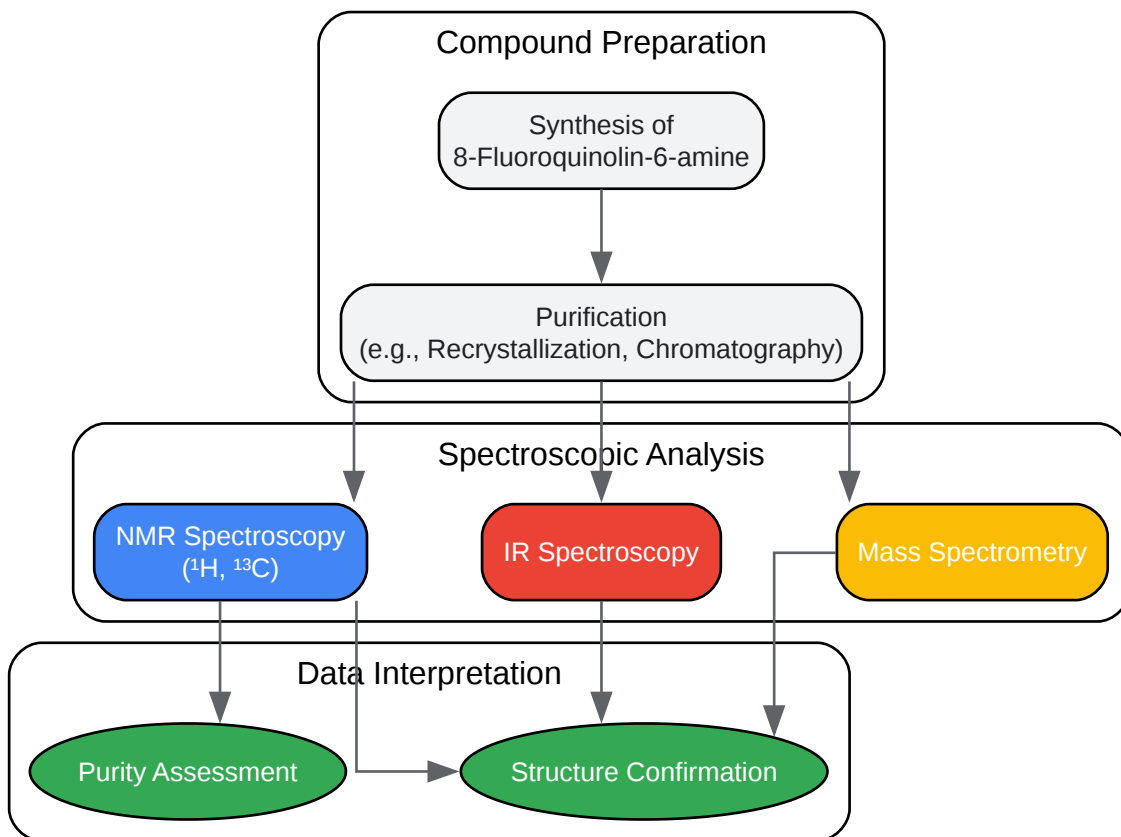 Compound Preparation
Synthesis of
8-Fluoroquinolin-6-amine
Purification
(e.g., Recrystallization, Chromatography)
Spectroscopic Analysis
NMR Spectroscopy
(¹H, ¹³C)
IR Spectroscopy
Mass Spectrometry
Data Interpretation
Purity Assessment
Structure Confirmation